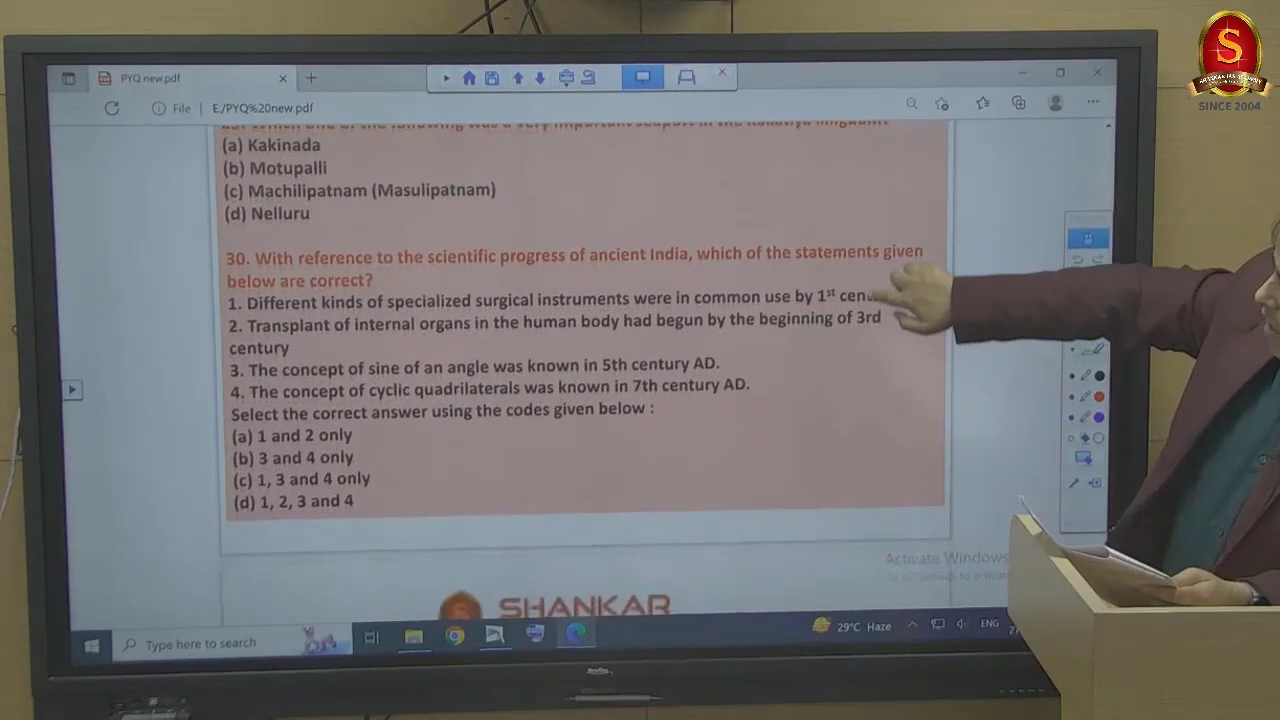 PYQ new.pdf
File
E:/PYQ%20new.pdf
S
SINCE 2004
(a) Kakinada
(b) Motupalli
(c) Machilipatnam (Masulipatnam)
(d) Nelluru
30. With reference to the scientific progress of ancient India, which of the statements given
below are correct?
1. Different kinds of specialized surgical instruments were in common use by 1st
2. Transplant of internal organs in the human body had begun by the beginning of 3rd
century
3. The concept of sine of an angle was known in 5th century AD.
4. The concept of cyclic quadrilaterals was known in 7th century AD.
Select the correct answer using the codes given below :
(a) 1 and 2 only
(b) 3 and 4 only
(c) 1, 3 and 4 only
(d) 1, 2, 3 and 4
Activate Windows
SHANKAR
Type here to search
29°C Haze
ENG